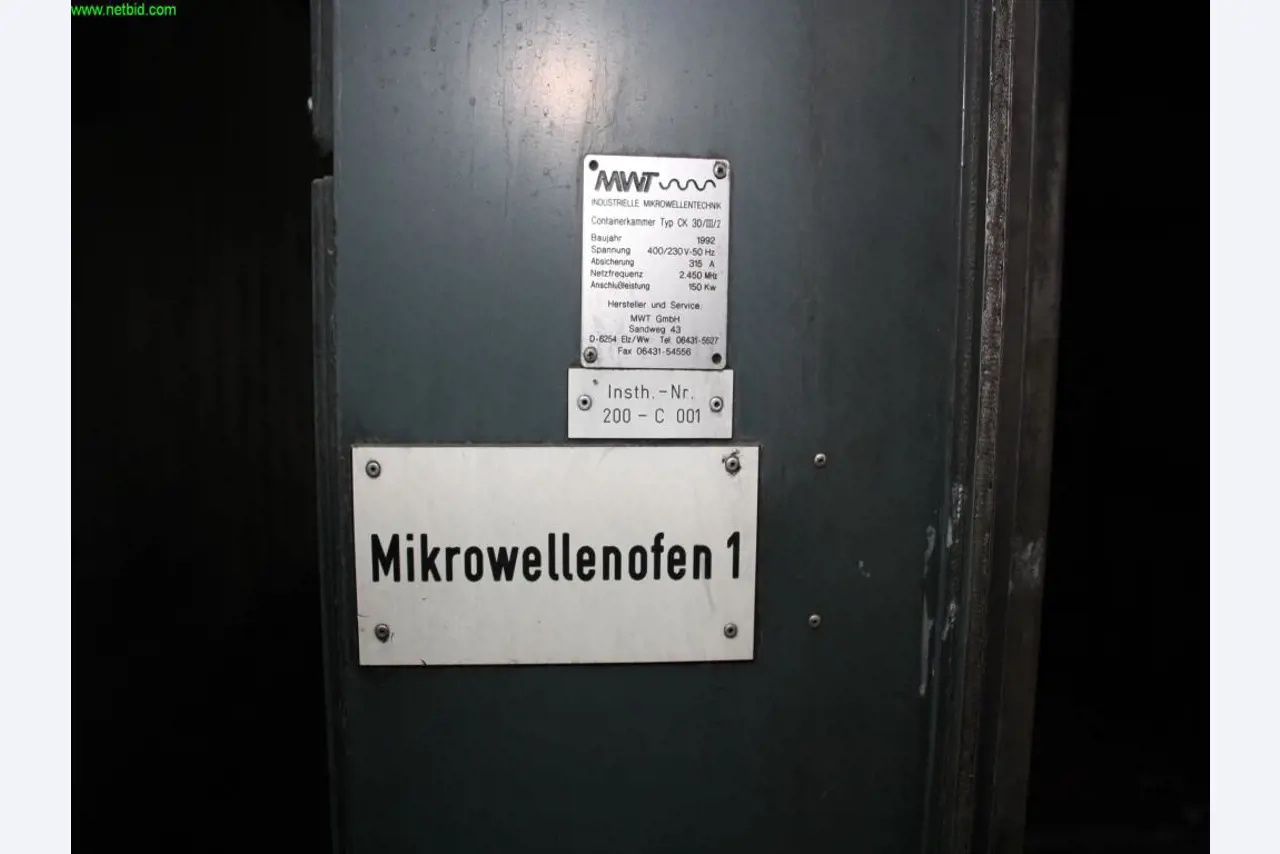 www.netbid.com
MWT
INDUSTRIELLE MIKROWELLENTECHNIK
Containerkammer Typ CK 30/III/2
Baujahr 1992
Spannung 400/230V-50 Hz
Absicherung 315 A
Netzfrequenz 2.450 MHz
Anschlußleistung 150 Kw
Hersteller und Service:
MWT GmbH
Sandweg 43
D-6254 Elz/Ww. Tel. 06431-5527
Fax 06431-54556
Insth.-Nr.
200 - C 001
Mikrowellenofen 1